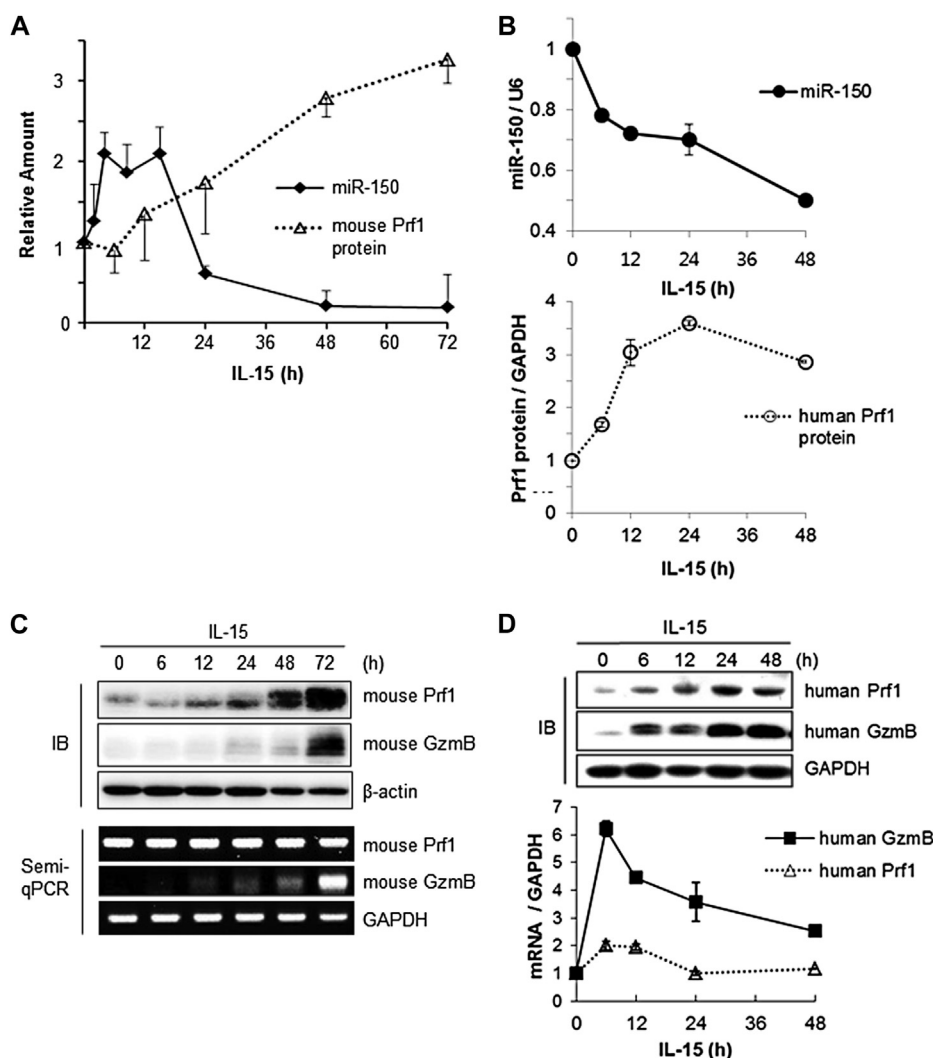 A
Relative Amount
3
2
1
0
miR-150
mouse Prf1
protein
12 24 36 48 60 72
IL-15 (h)
B
miR-150 / U6
1
0.8
0.6
0.4
miR-150
0 12 24 36 48
IL-15 (h)
Prf1 protein / GAPDH
4
3
2
1
0
human Prf1
protein
0 12 24 36 48
IL-15 (h)
C
IL-15
0 6 12 24 48 72 (h)
IB
mouse Prf1
mouse GzmB
β-actin
Semi-
qPCR
mouse Prf1
mouse GzmB
GAPDH
D
IL-15
0 6 12 24 48 (h)
IB
human Prf1
human GzmB
GAPDH
mRNA / GAPDH
7
6
5
4
3
2
1
0
human GzmB
human Prf1
0 12 24 36 48
IL-15 (h)